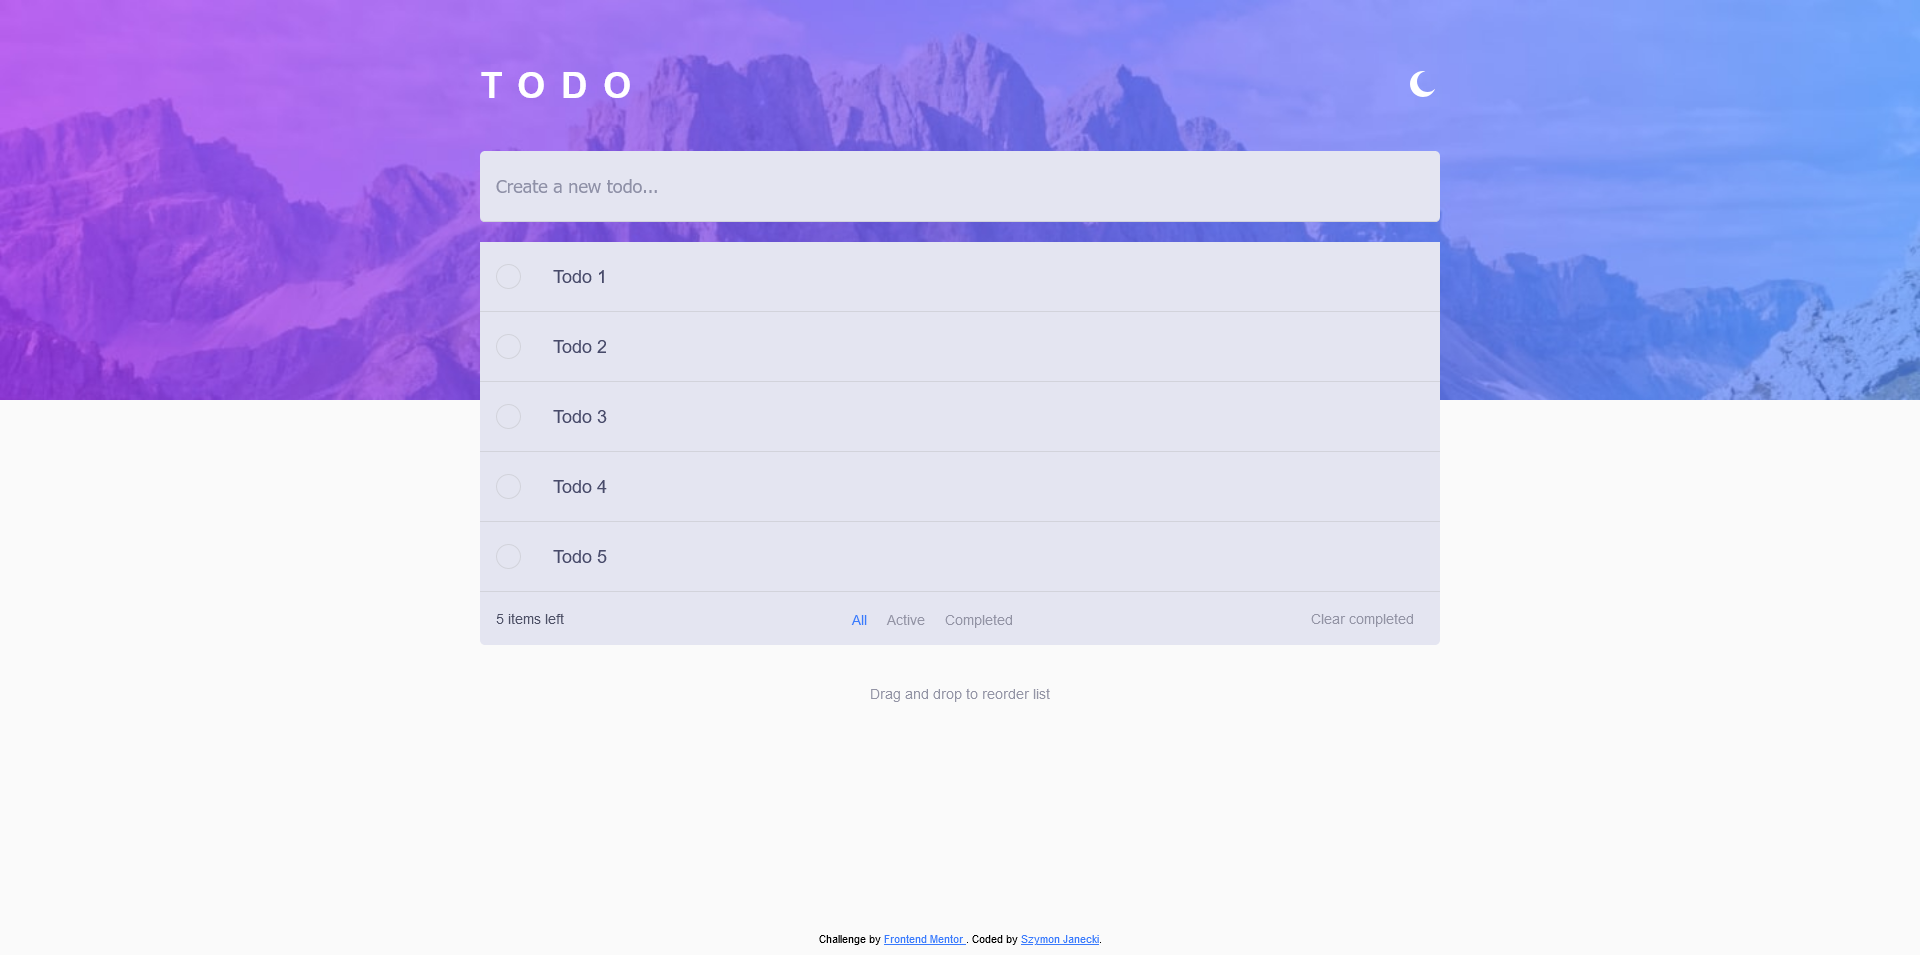 TODO
Create a new todo...
Todo 1
Todo 2
Todo 3
Todo 4
Todo 5
5 items left All Active Completed Clear completed
Drag and drop to reorder list
Challenge by Frontend Mentor . Coded by Szymon Janecki.